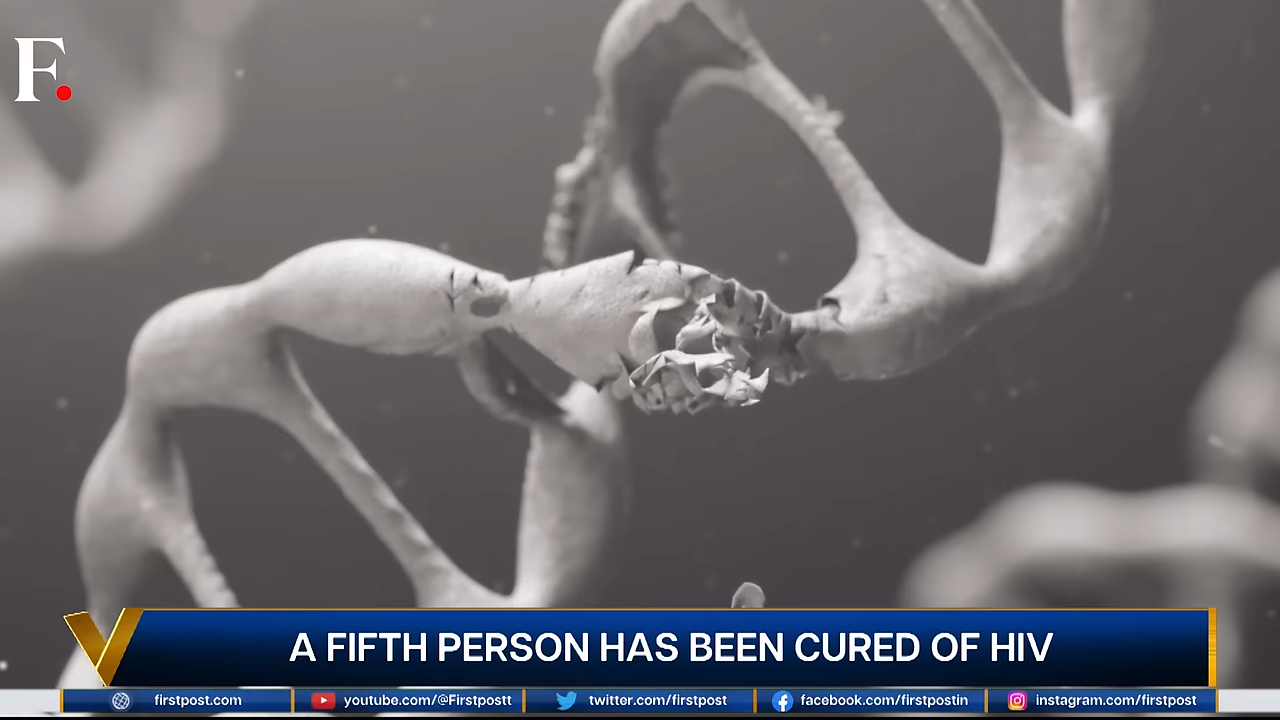 F.
A FIFTH PERSON HAS BEEN CURED OF HIV
firstpost.com
youtube.com/@Firstpostt
twitter.com/firstpost
facebook.com/firstpostin
instagram.com/firstpost